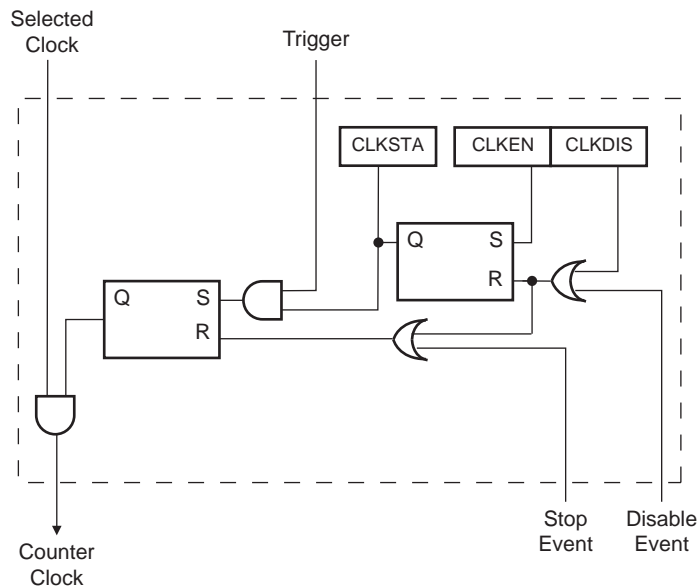 Selected
Clock
Trigger
CLKSTA
CLKEN
CLKDIS
Q
S
R
Q
S
R
Stop
Event
Disable
Event
Counter
Clock